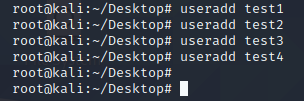 root@kali:~/Desktop# useradd test1
root@kali:~/Desktop# useradd test2
root@kali:~/Desktop# useradd test3
root@kali:~/Desktop# useradd test4
root@kali:~/Desktop#
root@kali:~/Desktop#